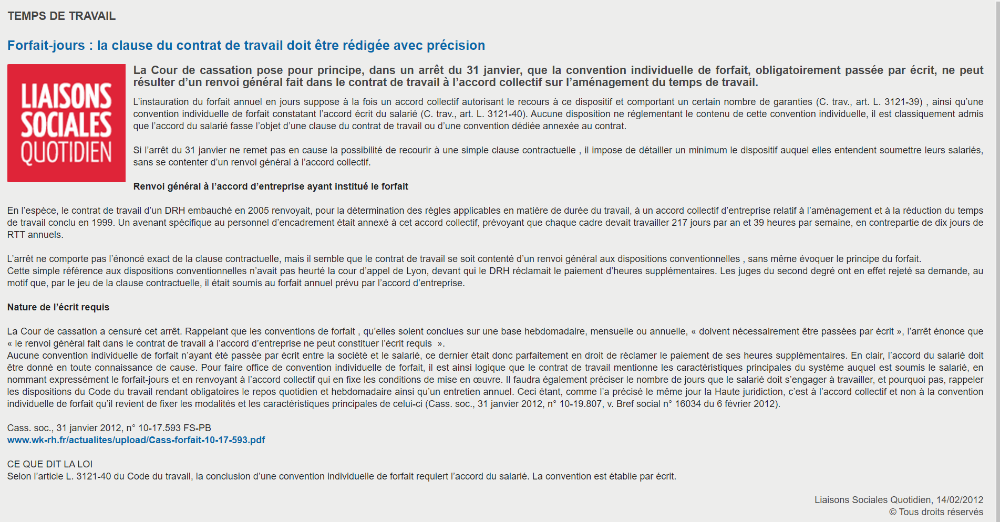 TEMPS DE TRAVAIL
Forfait-jours : la clause du contrat de travail doit être rédigée avec précision
LIAISONS
SOCIALES
QUOTIDIEN
La Cour de cassation pose pour principe, dans un arrêt du 31 janvier, que la convention individuelle de forfait, obligatoirement passée par écrit, ne peut
résulter d’un renvoi général fait dans le contrat de travail à l’accord collectif sur l’aménagement du temps de travail.
L’instauration du forfait annuel en jours suppose à la fois un accord collectif autorisant le recours à ce dispositif et comportant un certain nombre de garanties (C. trav., art. L. 3121-39) , ainsi qu’une
convention individuelle de forfait constatant l’accord écrit du salarié (C. trav., art. L. 3121-40). Aucune disposition ne réglementant le contenu de cette convention individuelle, il est classiquement admis
que l’accord du salarié fasse l’objet d’une clause du contrat de travail ou d’une convention dédiée annexée au contrat.
Si l’arrêt du 31 janvier ne remet pas en cause la possibilité de recourir à une simple clause contractuelle , il impose de détailler un minimum le dispositif auquel elles entendent soumettre leurs salariés,
sans se contenter d’un renvoi général à l’accord collectif.
Renvoi général à l’accord d’entreprise ayant institué le forfait
En l’espèce, le contrat de travail d’un DRH embauché en 2005 renvoyait, pour la détermination des règles applicables en matière de durée du travail, à un accord collectif d’entreprise relatif à l’aménagement et à la réduction du temps
de travail conclu en 1999. Un avenant spécifique au personnel d’encadrement était annexé à cet accord collectif, prévoyant que chaque cadre devait travailler 217 jours par an et 39 heures par semaine, en contrepartie de dix jours de
RTT annuels.
L’arrêt ne comporte pas l’énoncé exact de la clause contractuelle, mais il semble que le contrat de travail se soit contenté d’un renvoi général aux dispositions conventionnelles , sans même évoquer le principe du forfait.
Cette simple référence aux dispositions conventionnelles n’avait pas heurté la cour d’appel de Lyon, devant qui le DRH réclamait le paiement d’heures supplémentaires. Les juges du second degré ont en effet rejeté sa demande, au
motif que, par le jeu de la clause contractuelle, il était soumis au forfait annuel prévu par l’accord d’entreprise.
Nature de l’écrit requis
La Cour de cassation a censuré cet arrêt. Rappelant que les conventions de forfait , qu’elles soient conclues sur une base hebdomadaire, mensuelle ou annuelle, « doivent nécessairement être passées par écrit », l’arrêt énonce que
« le renvoi général fait dans le contrat de travail à l’accord d’entreprise ne peut constituer l’écrit requis  ».
Aucune convention individuelle de forfait n’ayant été passée par écrit entre la société et le salarié, ce dernier était donc parfaitement en droit de réclamer le paiement de ses heures supplémentaires. En clair, l’accord du salarié doit
être donné en toute connaissance de cause. Pour faire office de convention individuelle de forfait, il est ainsi logique que le contrat de travail mentionne les caractéristiques principales du système auquel est soumis le salarié, en
nommant expressément le forfait-jours et en renvoyant à l’accord collectif qui en fixe les conditions de mise en œuvre. Il faudra également préciser le nombre de jours que le salarié doit s’engager à travailler, et pourquoi pas, rappeler
les dispositions du Code du travail rendant obligatoires le repos quotidien et hebdomadaire ainsi qu’un entretien annuel. Ceci étant, comme l’a précisé le même jour la Haute juridiction, c’est à l’accord collectif et non à la convention
individuelle de forfait qu’il revient de fixer les modalités et les caractéristiques principales de celui-ci (Cass. soc., 31 janvier 2012, n° 10-19.807, v. Bref social n° 16034 du 6 février 2012).
Cass. soc., 31 janvier 2012, n° 10-17.593 FS-PB
www.wk-rh.fr/actualites/upload/Cass-forfait-10-17-593.pdf
CE QUE DIT LA LOI
Selon l’article L. 3121-40 du Code du travail, la conclusion d’une convention individuelle de forfait requiert l’accord du salarié. La convention est établie par écrit.
Liaisons Sociales Quotidien, 14/02/2012
© Tous droits réservés